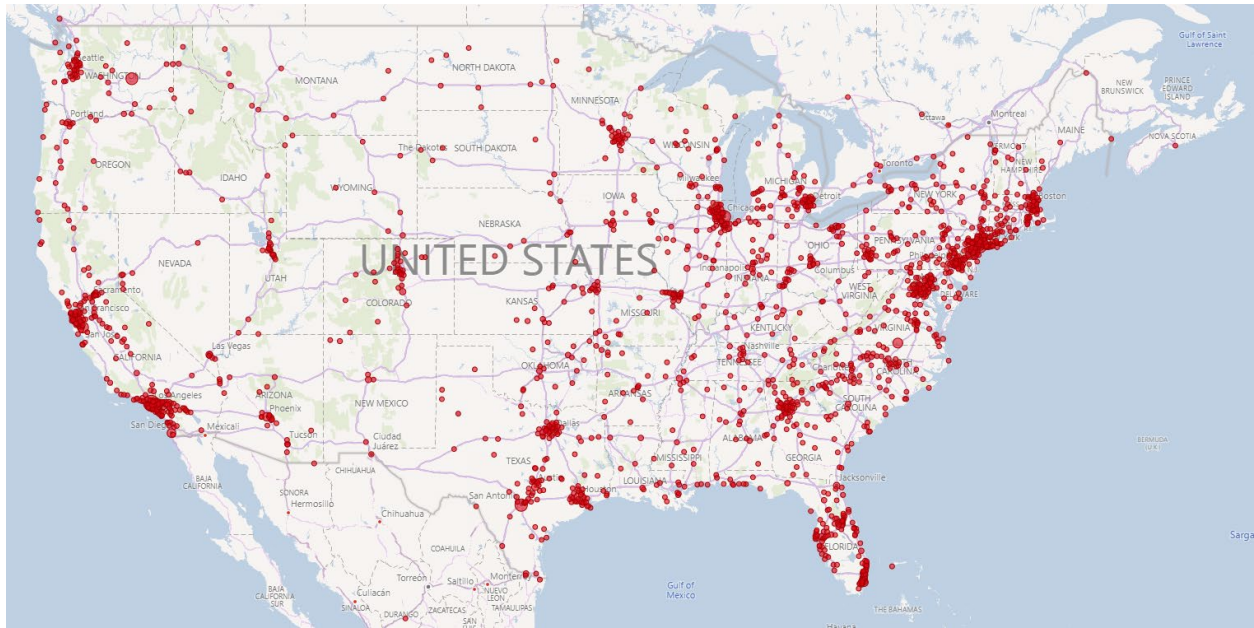 Gulf of Saint
Lawrence
Seattle
WASHINGTON
MONTANA
NORTH DAKOTA
MINNESOTA
Ottawa
Montreal
NEW
BRUNSWICK
PRINCE
EDWARD
ISLAND
MAINE
NOVA SCOTIA
Portland
OREGON
IDAHO
The Dakotas
SOUTH DAKOTA
WISCONSIN
Toronto
VERMONT
NEW
HAMPSHIRE
WYOMING
Milwaukee
MICHIGAN
Detroit
NEW YORK
Boston
IOWA
Chicago
NEBRASKA
NEVADA
UTAH
UNITED STATES
OHIO
PENNSYLVANIA
Indianapolis
INDIANA
Columbus
Sacramento
San Francisco
San Jose
COLORADO
KANSAS
MISSOURI
WEST
VIRGINIA
DELAWARE
KENTUCKY
VIRGINIA
CALIFORNIA
Las Vegas
Nashville
TENNESSEE
OKLAHOMA
Charlotte
CAROLINA
Los Angeles
ARIZONA
Phoenix
NEW MEXICO
ARKANSAS
SOUTH
CAROLINA
San Diego
Mexicali
Tucson
Ciudad
Juárez
Dallas
ALABAMA
MISSISSIPPI
GEORGIA
BERMUDA
U.K.
BAJA
CALIFORNIA
SONORA
Hermosillo
CHIHUAHUA
Chihuahua
TEXAS
Austin
San Antonio
Houston
LOUISIANA
Jacksonville
COAHUILA
FLORIDA
Sarga
BAJA
CALIFORNIA
SUR
Culiacán
SINALOA
DURANGO
Torreón
Saltillo
Monterrey
NUEVO
LEON
ZACATECAS
TAMAULIPAS
SAN
Gulf of
Mexico
THE BAHAMAS
Havana